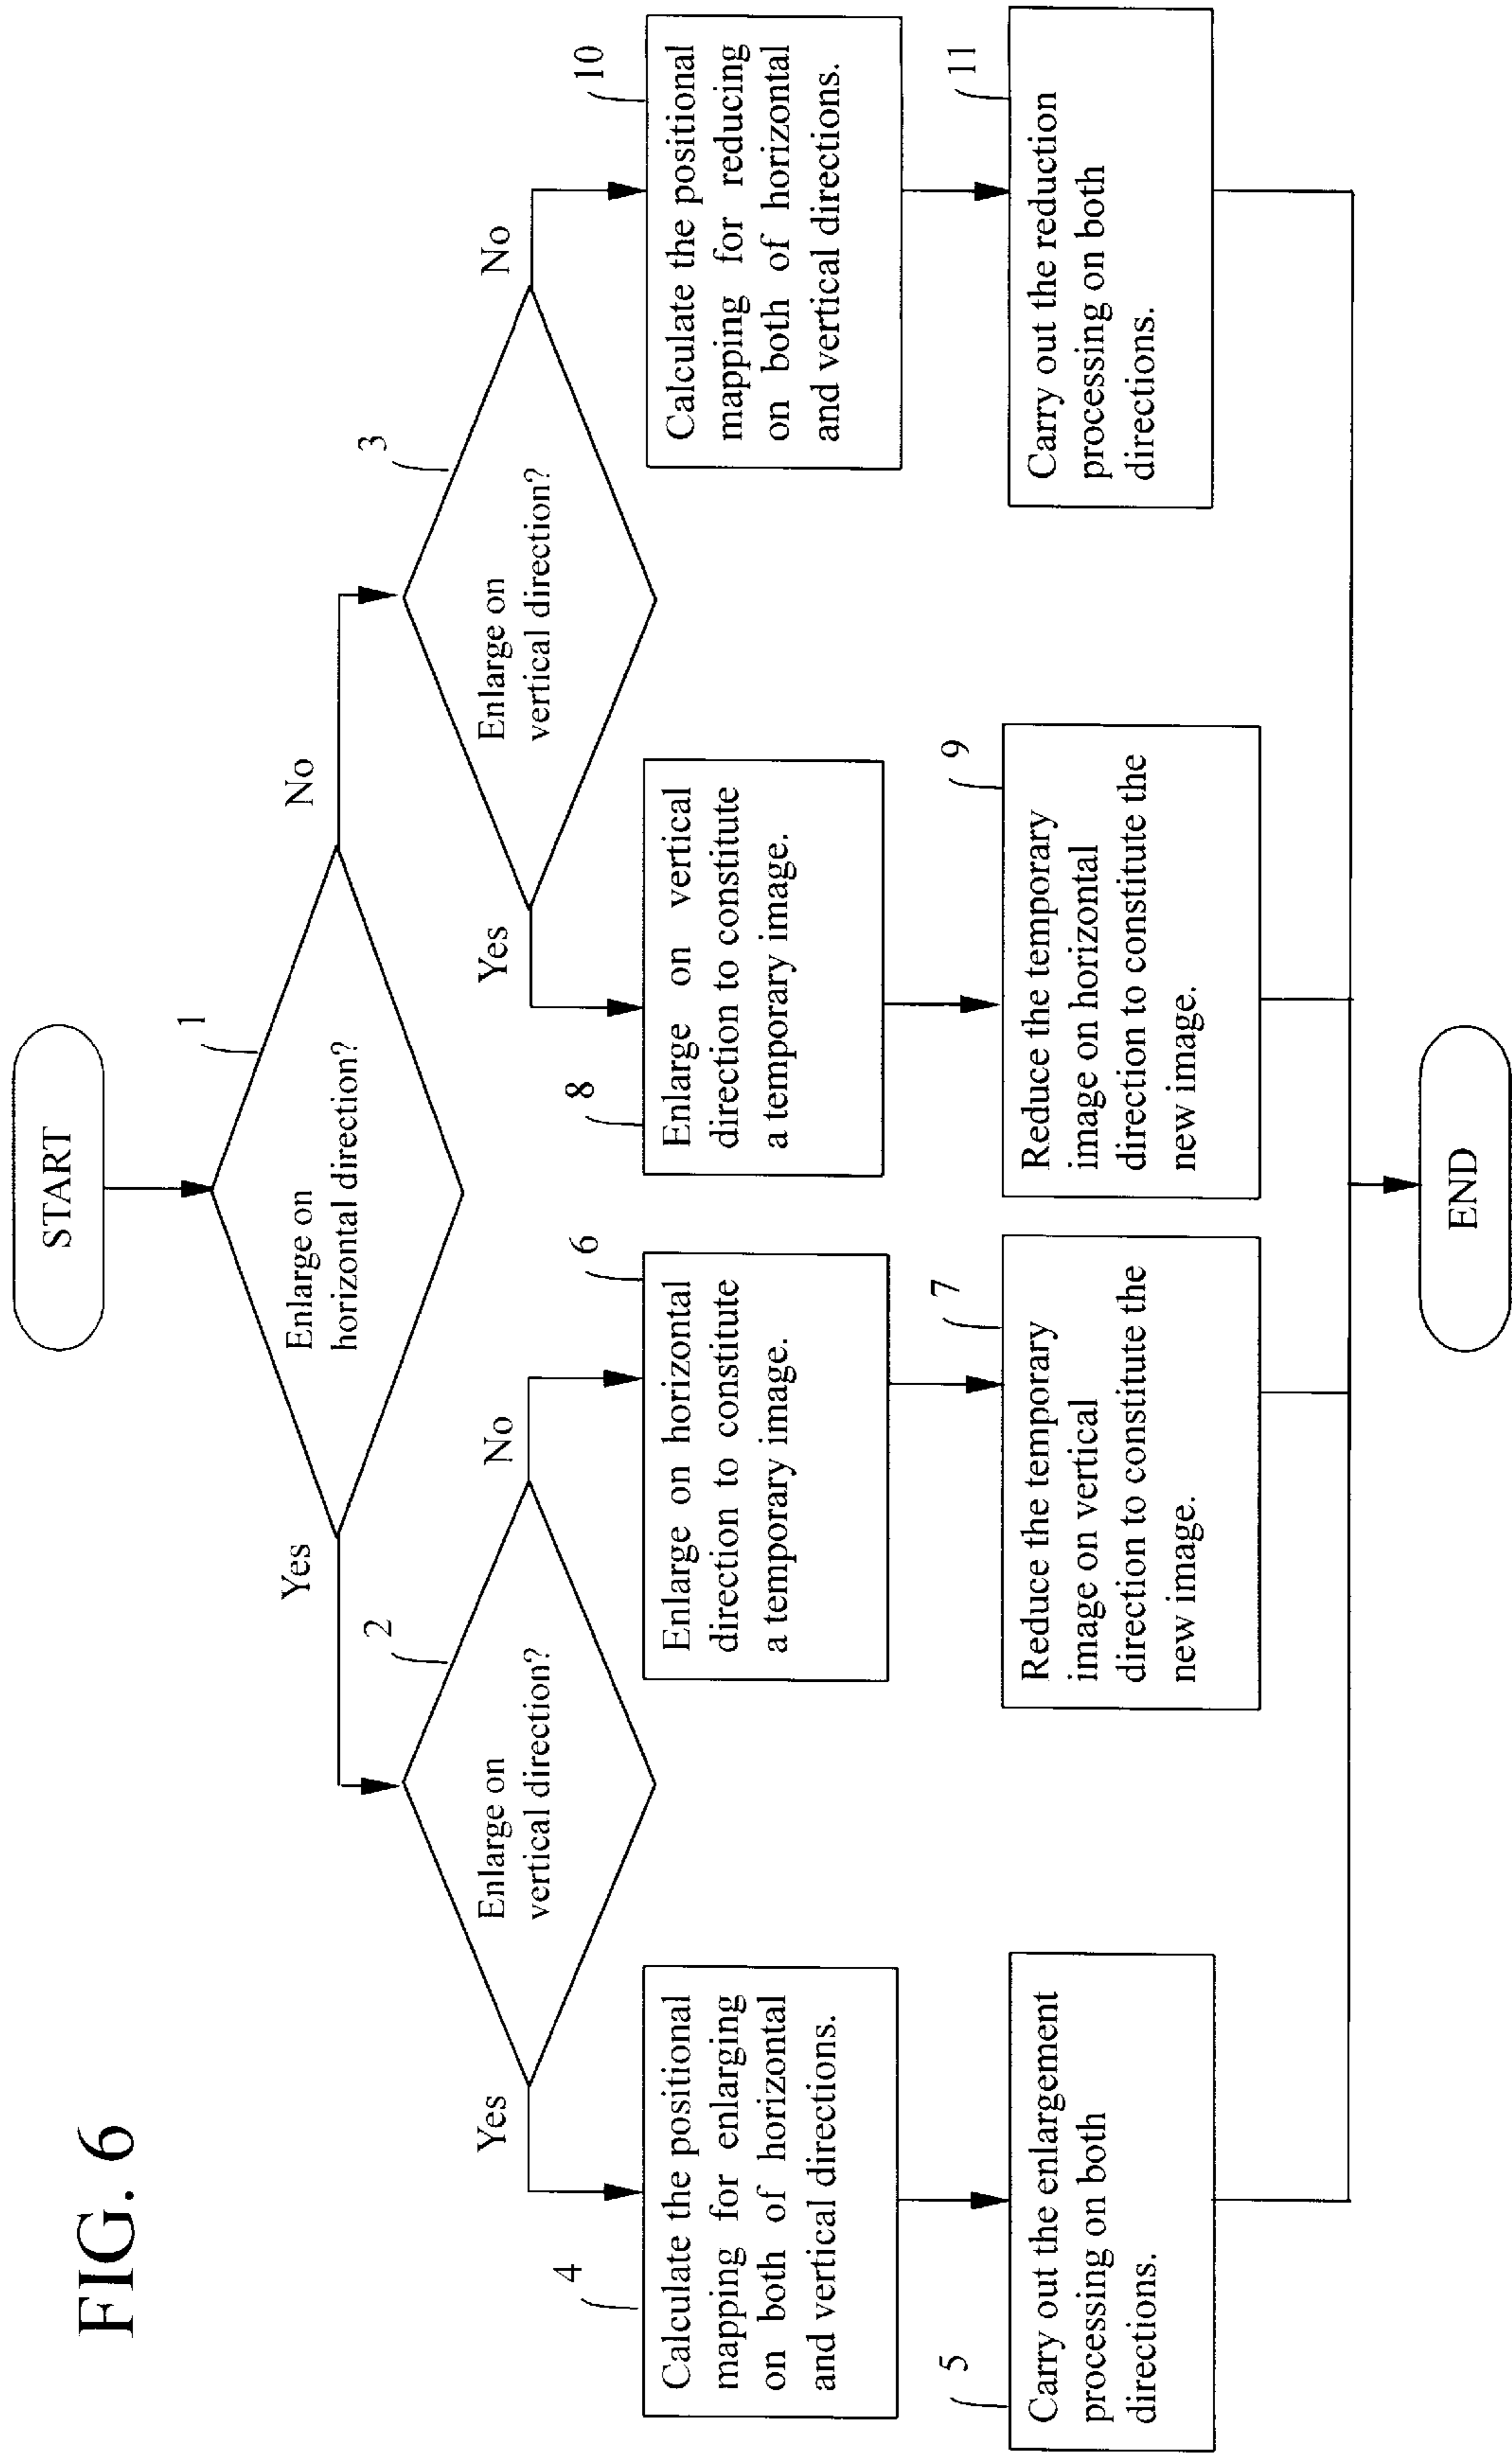 FIG. 6
START
1
Enlarge on
horizontal direction?
Yes
No
2
Enlarge on
vertical direction?
Yes
No
3
Enlarge on
vertical direction?
Yes
No
4
Calculate the positional
mapping for enlarging
on both of horizontal
and vertical directions.
6
Enlarge on horizontal
direction to constitute
a temporary image.
8
Enlarge on vertical
direction to constitute
a temporary image.
10
Calculate the positional
mapping for reducing
on both of horizontal
and vertical directions.
5
Carry out the enlargement
processing on both
directions.
7
Reduce the temporary
image on vertical
direction to constitute the
new image.
9
Reduce the temporary
image on horizontal
direction to constitute the
new image.
11
Carry out the reduction
processing on both
directions.
END